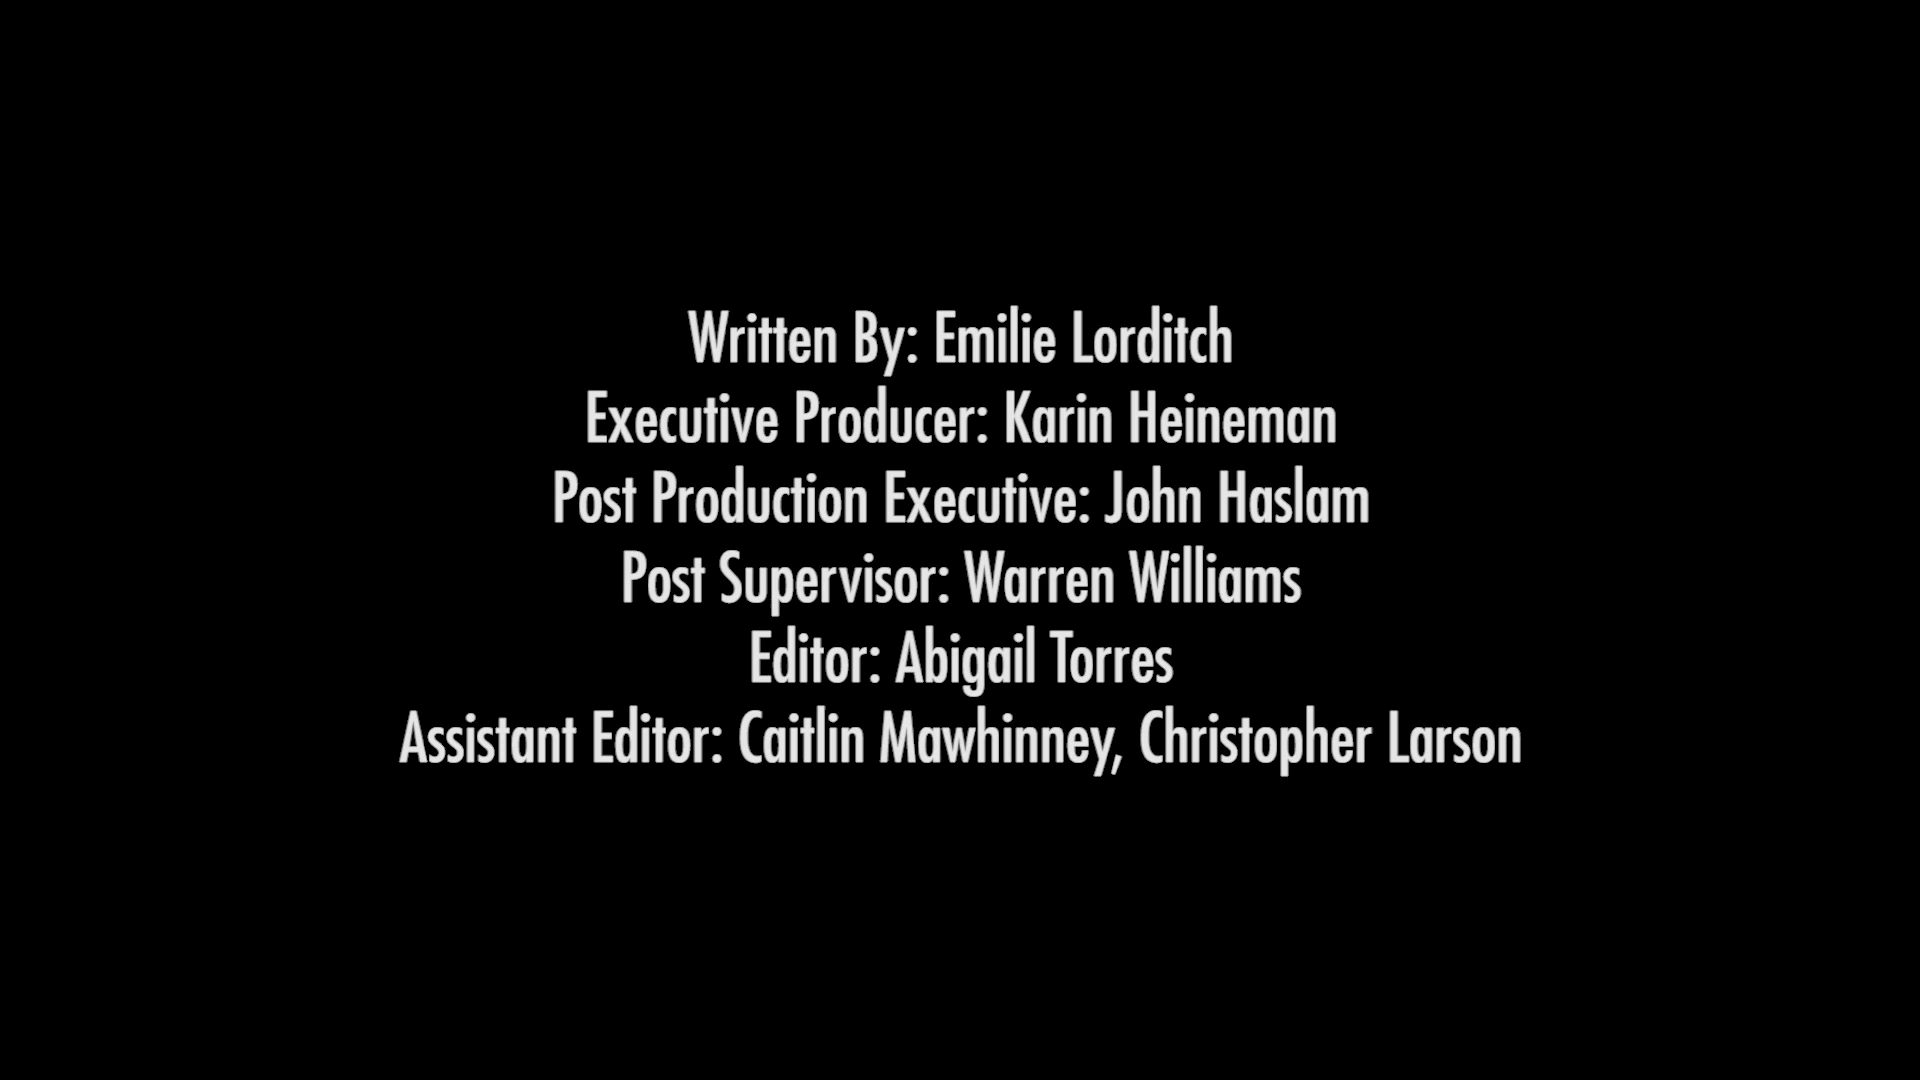 Written By: Emilie Lorditch
Executive Producer: Karin Heineman
Post Production Executive: John Haslam
Post Supervisor: Warren Williams
Editor: Abigail Torres
Assistant Editor: Caitlin Mawhinney, Christopher Larson